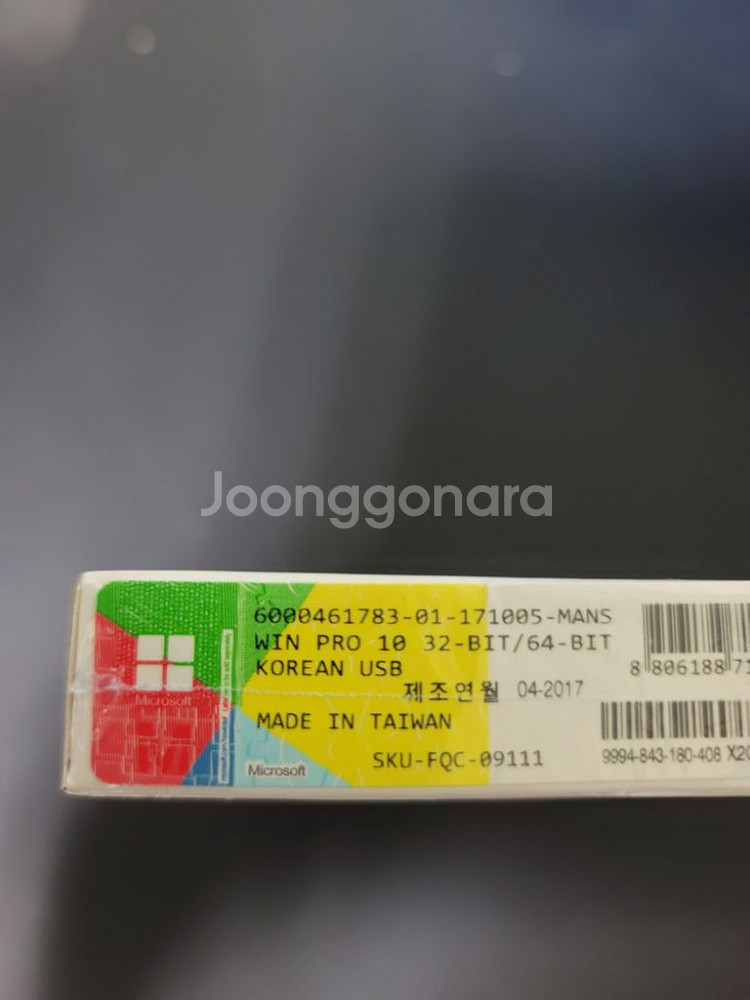 Joonggonara
6000461783-01-171005-MANS
WIN PRO 10 32-BIT/64-BIT
KOREAN USB
8 806188 71
제조연월 04-2017
MADE IN TAIWAN
SKU-FQC-09111
9994-843-160-408 X20
Microsoft
Microsoft